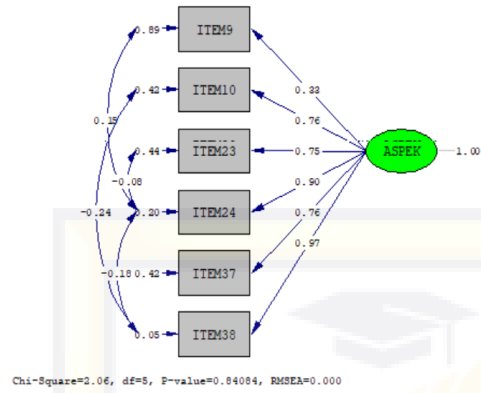 0.89 ITEM9
0.33
0.42 ITEM10
0.76
0.15
0.44 ITEM23
0.75
ASPEK 1.00
-0.08
0.90
-0.24
0.20 ITEM24
0.76
0.97
-0.18
0.42 ITEM37
0.05 ITEM38
Chi-Square=2.06, df=5, P-value=0.84084, RMSEA=0.000